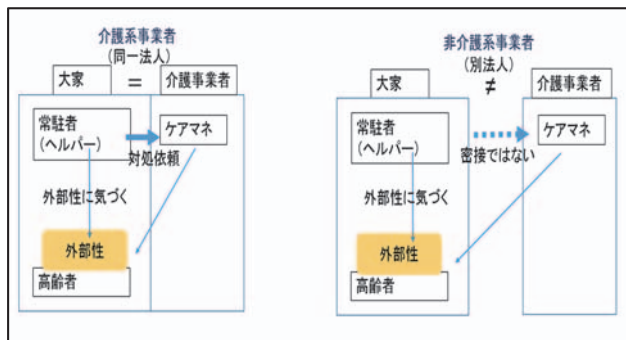 介護系事業者
(同一法人)
大家
=
介護事業者
常駐者
(ヘルパー)
ケアマネ
対処依頼
外部性に気づく
外部性
高齢者
非介護系事業者
(別法人)
大家
≠
介護事業者
常駐者
(ヘルパー)
ケアマネ
密接ではない
外部性に気づく
外部性
高齢者